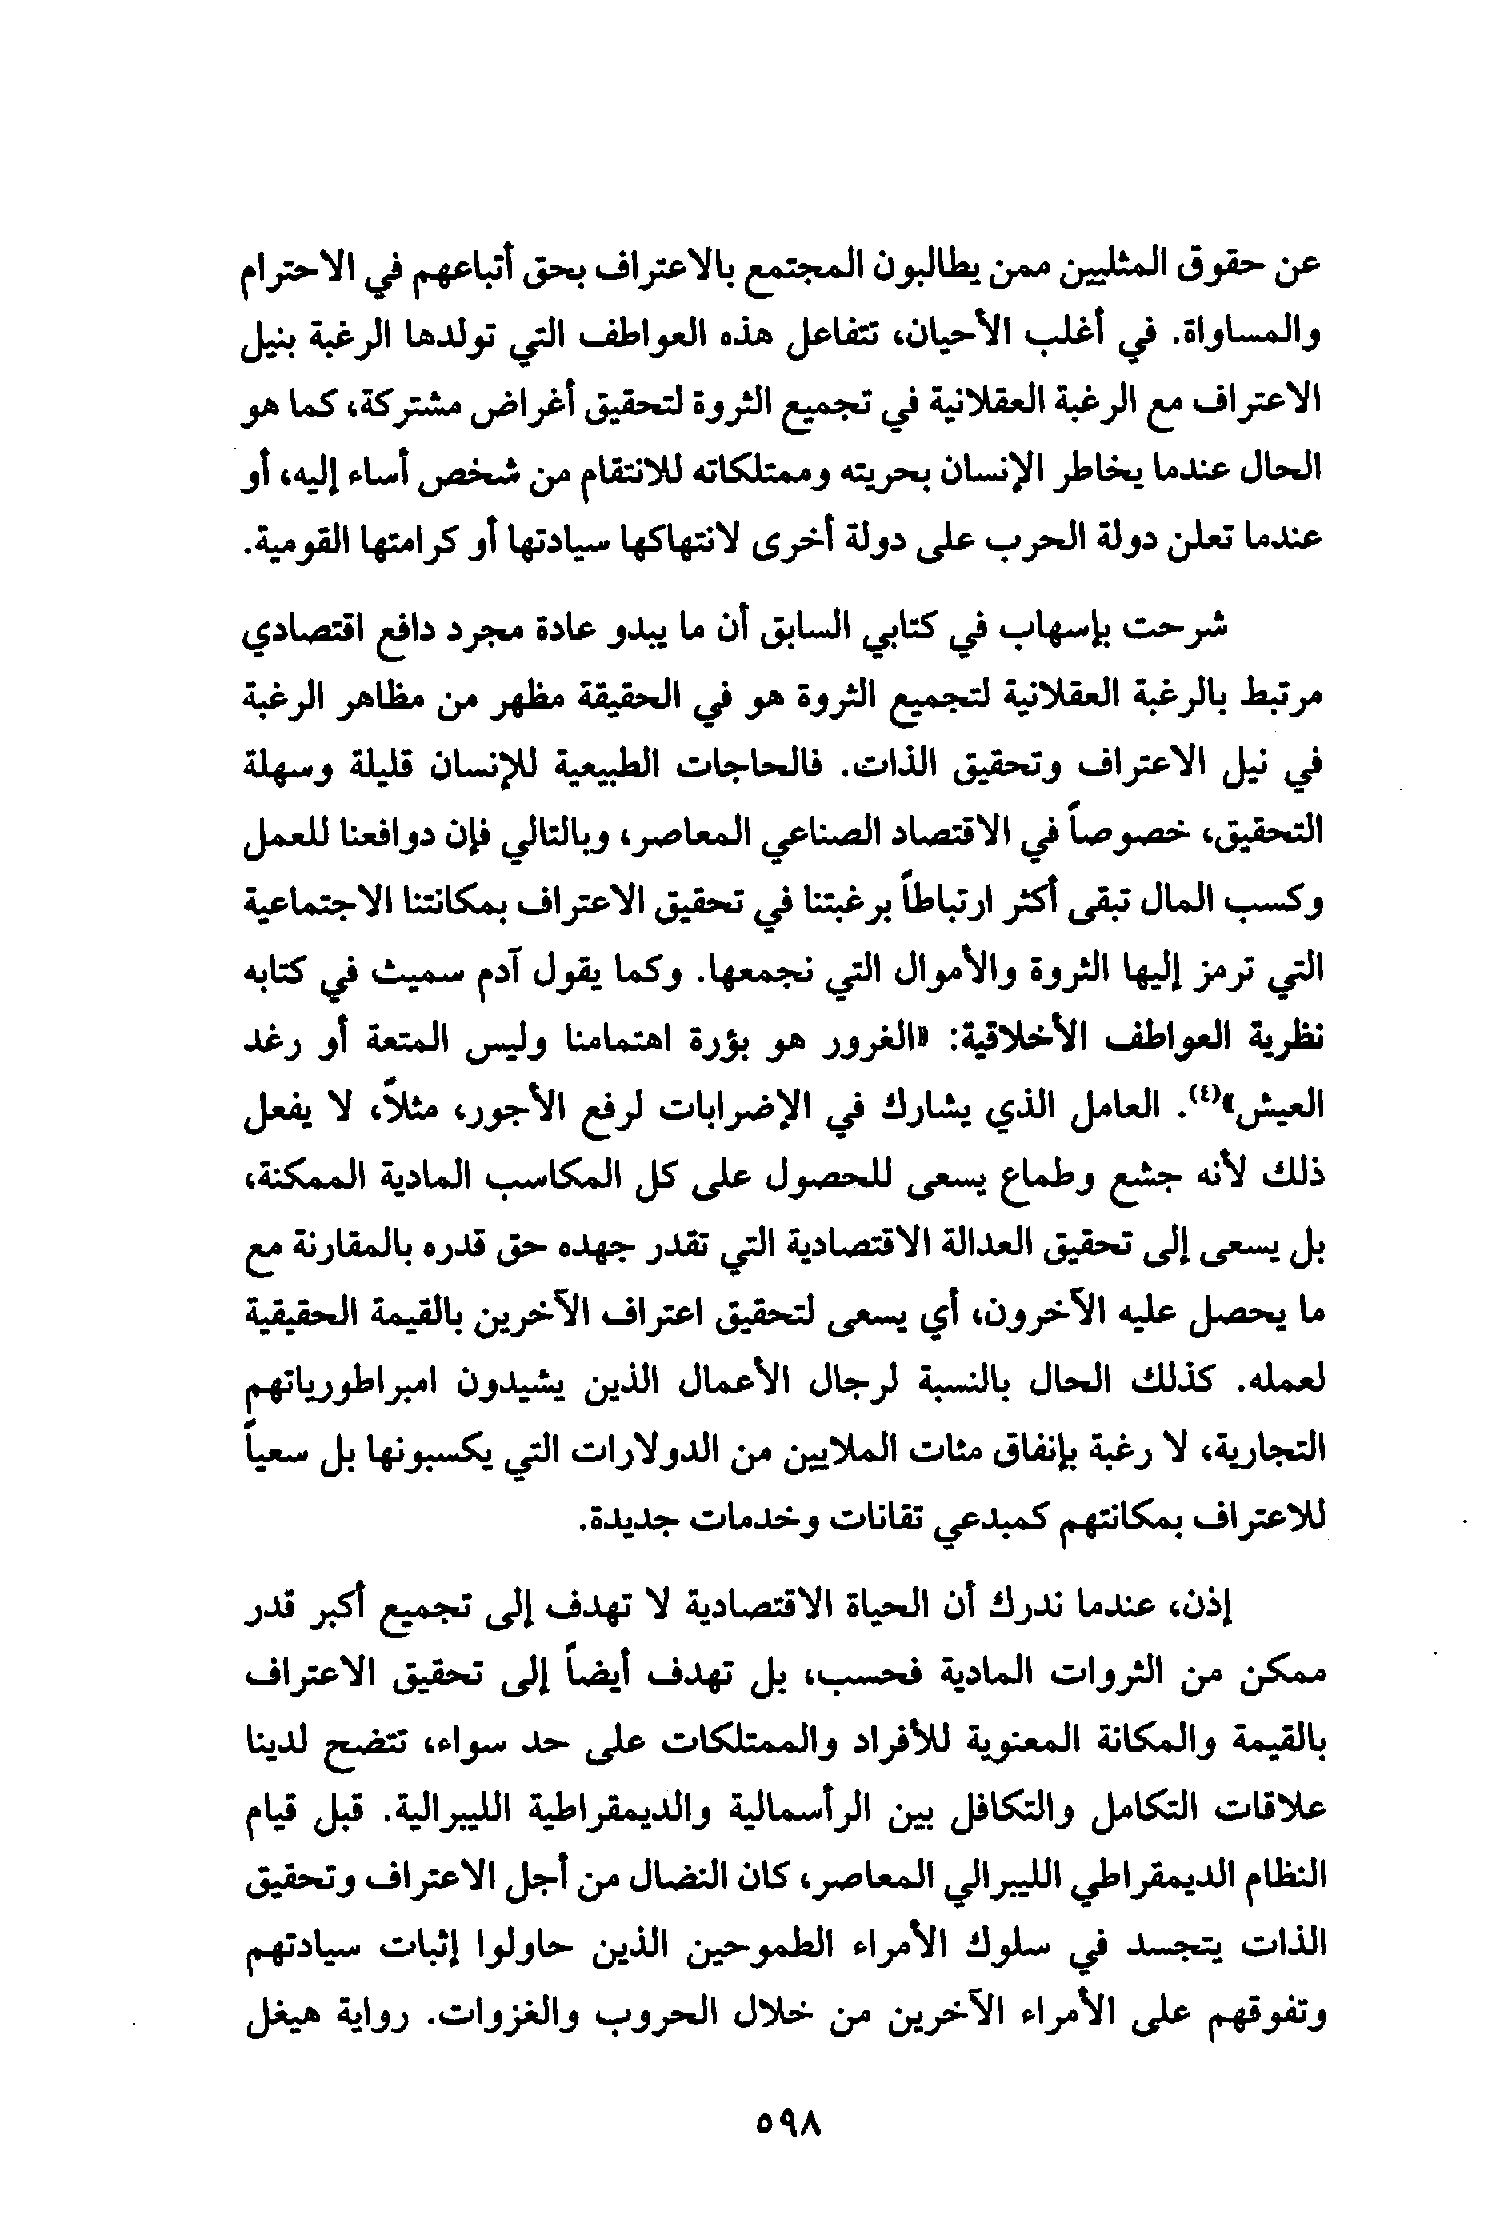 عن حقوق المثليين ممن يطالبون المجتمع بالاعتراف بحق أتباعهم في الاحترام
والمساواة. في أغلب الأحيان، تتفاعل هذه العواطف التي تولدها الرغبة بنيل
الاعتراف مع الرغبة العقلانية في تجميع الثروة لتحقيق أغراض مشتركة، كما هو
الحال عندما يخاطر الإنسان بحريته وممتلكاته للانتقام من شخص أساء إليه، أو
عندما تعلن دولة الحرب على دولة أخرى لانتهاكها سيادتها أو كرامتها القومية.
شرحت بإسهاب في كتابي السابق أن ما يبدو عادة مجرد دافع اقتصادي
مرتبط بالرغبة العقلانية لتجميع الثروة هو في الحقيقة مظهر من مظاهر الرغبة
في نيل الاعتراف وتحقيق الذات. فالحاجات الطبيعية للإنسان قليلة وسهلة
التحقيق، خصوصاً في الاقتصاد الصناعي المعاصر، وبالتالي فإن دوافعنا للعمل
وكسب المال تبقى أكثر ارتباطاً برغبتنا في تحقيق الاعتراف بمكانتنا الاجتماعية
التي ترمز إليها الثروة والأموال التي نجمعها. وكما يقول آدم سميث في كتابه
نظرية العواطف الأخلاقية: «الغرور هو بؤرة اهتمامنا وليس المتعة أو رغد
العيش»(٤). العامل الذي يشارك في الإضرابات لرفع الأجور، مثلاً، لا يفعل
ذلك لأنه جشع وطماع يسعى للحصول على كل المكاسب المادية الممكنة،
بل يسعى إلى تحقيق العدالة الاقتصادية التي تقدر جهده حق قدره بالمقارنة مع
ما يحصل عليه الآخرون، أي يسعى لتحقيق اعتراف الآخرين بالقيمة الحقيقية
لعمله. كذلك الحال بالنسبة لرجال الأعمال الذين يشيدون امبراطورياتهم
التجارية، لا رغبة بإنفاق مئات الملايين من الدولارات التي يكسبونها بل سعياً
للاعتراف بمكانتهم كمبدعي تقانات وخدمات جديدة.
إذن، عندما ندرك أن الحياة الاقتصادية لا تهدف إلى تجميع أكبر قدر
ممكن من الثروات المادية فحسب، بل تهدف أيضاً إلى تحقيق الاعتراف
بالقيمة والمكانة المعنوية للأفراد والممتلكات على حد سواء، تتضح لدينا
علاقات التكامل والتكافل بين الرأسمالية والديمقراطية الليبرالية. قبل قيام
النظام الديمقراطي الليبرالي المعاصر، كان النضال من أجل الاعتراف وتحقيق
الذات يتجسد في سلوك الأمراء الطموحين الذين حاولوا إثبات سيادتهم
وتفوقهم على الأمراء الآخرين من خلال الحروب والغزوات. رواية هيغل
٥٩٨